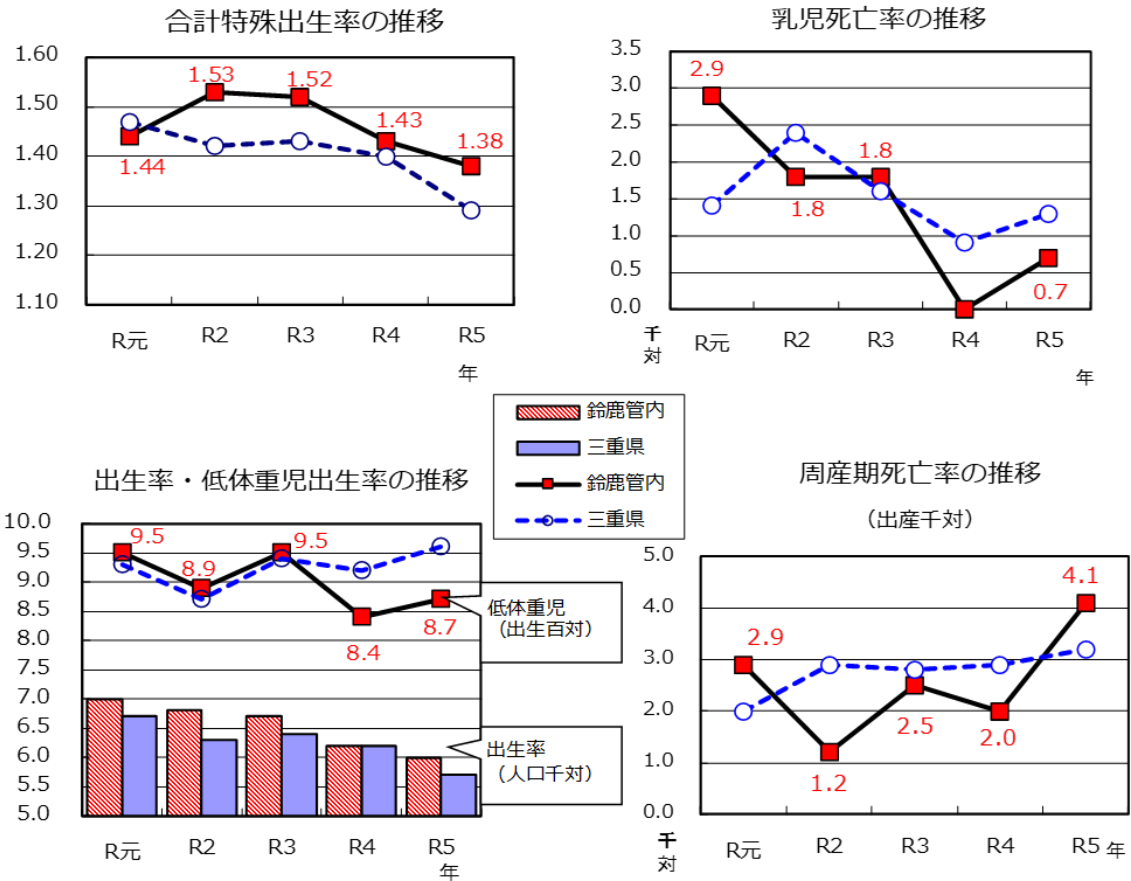 合計特殊出生率の推移
1.60
1.50
1.40
1.30
1.20
1.10
1.44
1.53
1.52
1.43
1.38
R元
R2
R3
R4
R5
年
乳児死亡率の推移
3.5
3.0
2.5
2.0
1.5
1.0
0.5
0.0
2.9
1.8
1.8
0.7
千
対
R元
R2
R3
R4
R5
年
鈴鹿管内
三重県
鈴鹿管内
三重県
出生率・低体重児出生率の推移
10.0
9.5
9.0
8.5
8.0
7.5
7.0
6.5
6.0
5.5
5.0
9.5
8.9
9.5
8.4
8.7
低体重児
(出生百対)
出生率
(人口千対)
R元
R2
R3
R4
R5
年
周産期死亡率の推移
(出産千対)
5.0
4.0
3.0
2.0
1.0
0.0
2.9
1.2
2.5
2.0
4.1
千
対
R元
R2
R3
R4
R5 年